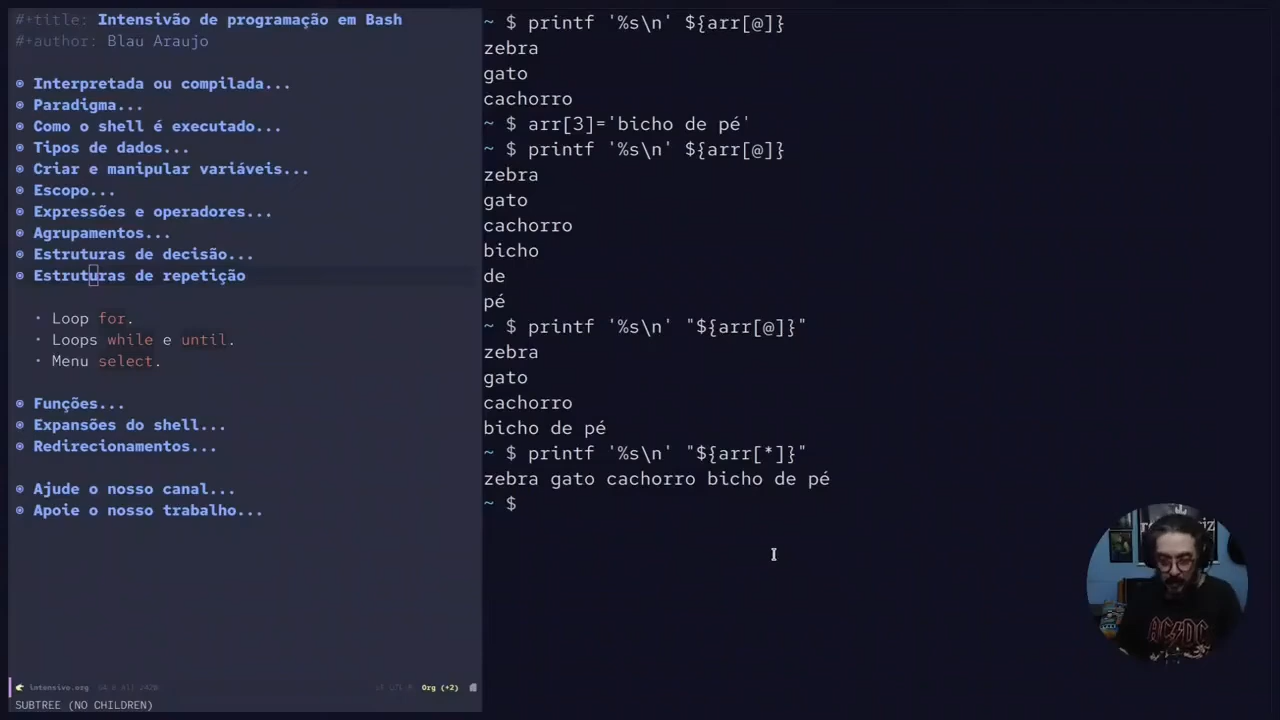 #+title: Intensivão de programação em Bash
#+author: Blau Araujo
Interpretada ou compilada...
Paradigma...
Como o shell é executado...
Tipos de dados...
Criar e manipular variáveis...
Escopo...
Expressões e operadores...
Agrupamentos...
Estruturas de decisão...
Estruturas de repetição
• Loop for.
• Loops while e until.
• Menu select.
Funções...
Expansões do shell...
Redirecionamentos...
Ajude o nosso canal...
Apoie o nosso trabalho...
intensivo.org
Org (+2)
SUBTREE (NO CHILDREN)
~ $ printf '%s\n' ${arr[@]}
zebra
gato
cachorro
~ $ arr[3]='bicho de pé'
~ $ printf '%s\n' ${arr[@]}
zebra
gato
cachorro
bicho
de
pé
~ $ printf '%s\n' "${arr[@]}"
zebra
gato
cachorro
bicho de pé
~ $ printf '%s\n' "${arr[*]}"
zebra gato cachorro bicho de pé
~ $
AC/DC